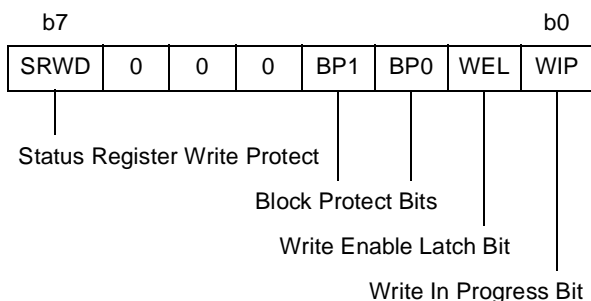 b7 b0
SRWD 0 0 0 BP1 BP0 WEL WIP
Status Register Write Protect
Block Protect Bits
Write Enable Latch Bit
Write In Progress Bit